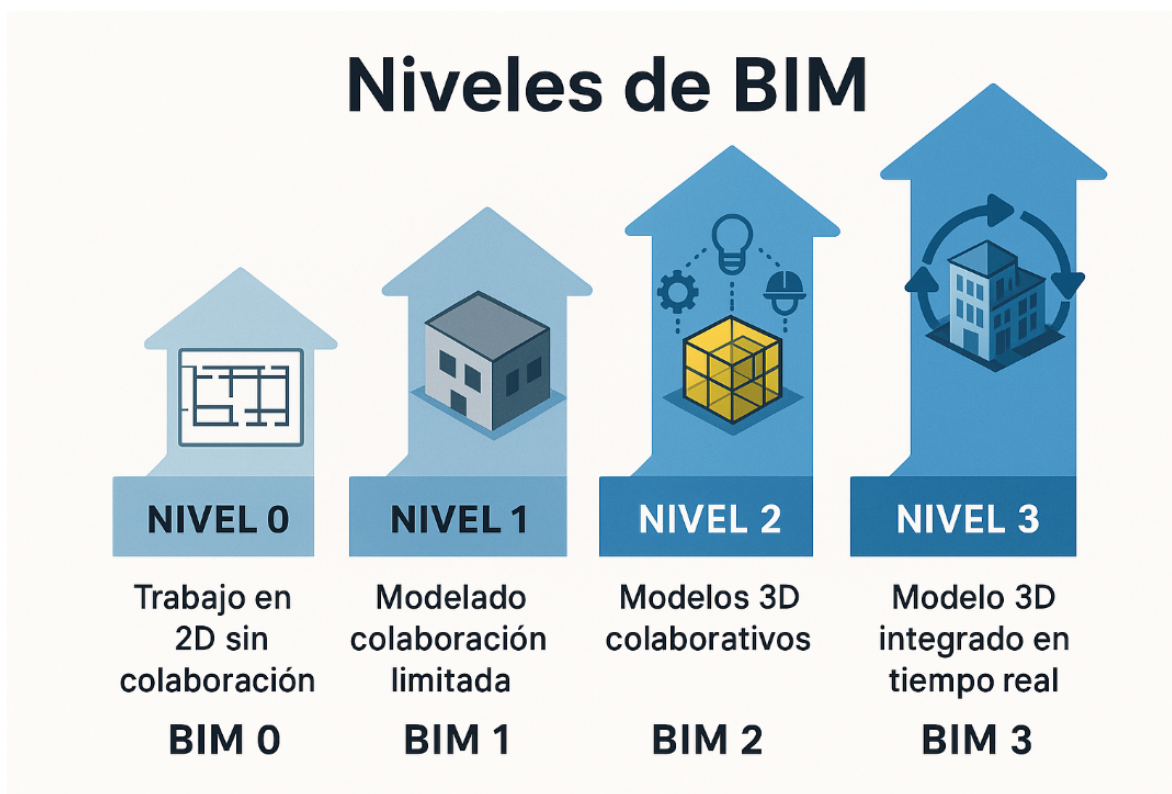 Niveles de BIM
NIVEL 0
Trabajo en
2D sin
colaboración
BIM 0
NIVEL 1
Modelado
colaboración
limitada
BIM 1
NIVEL 2
Modelos 3D
colaborativos
BIM 2
NIVEL 3
Modelo 3D
integrado en
tiempo real
BIM 3